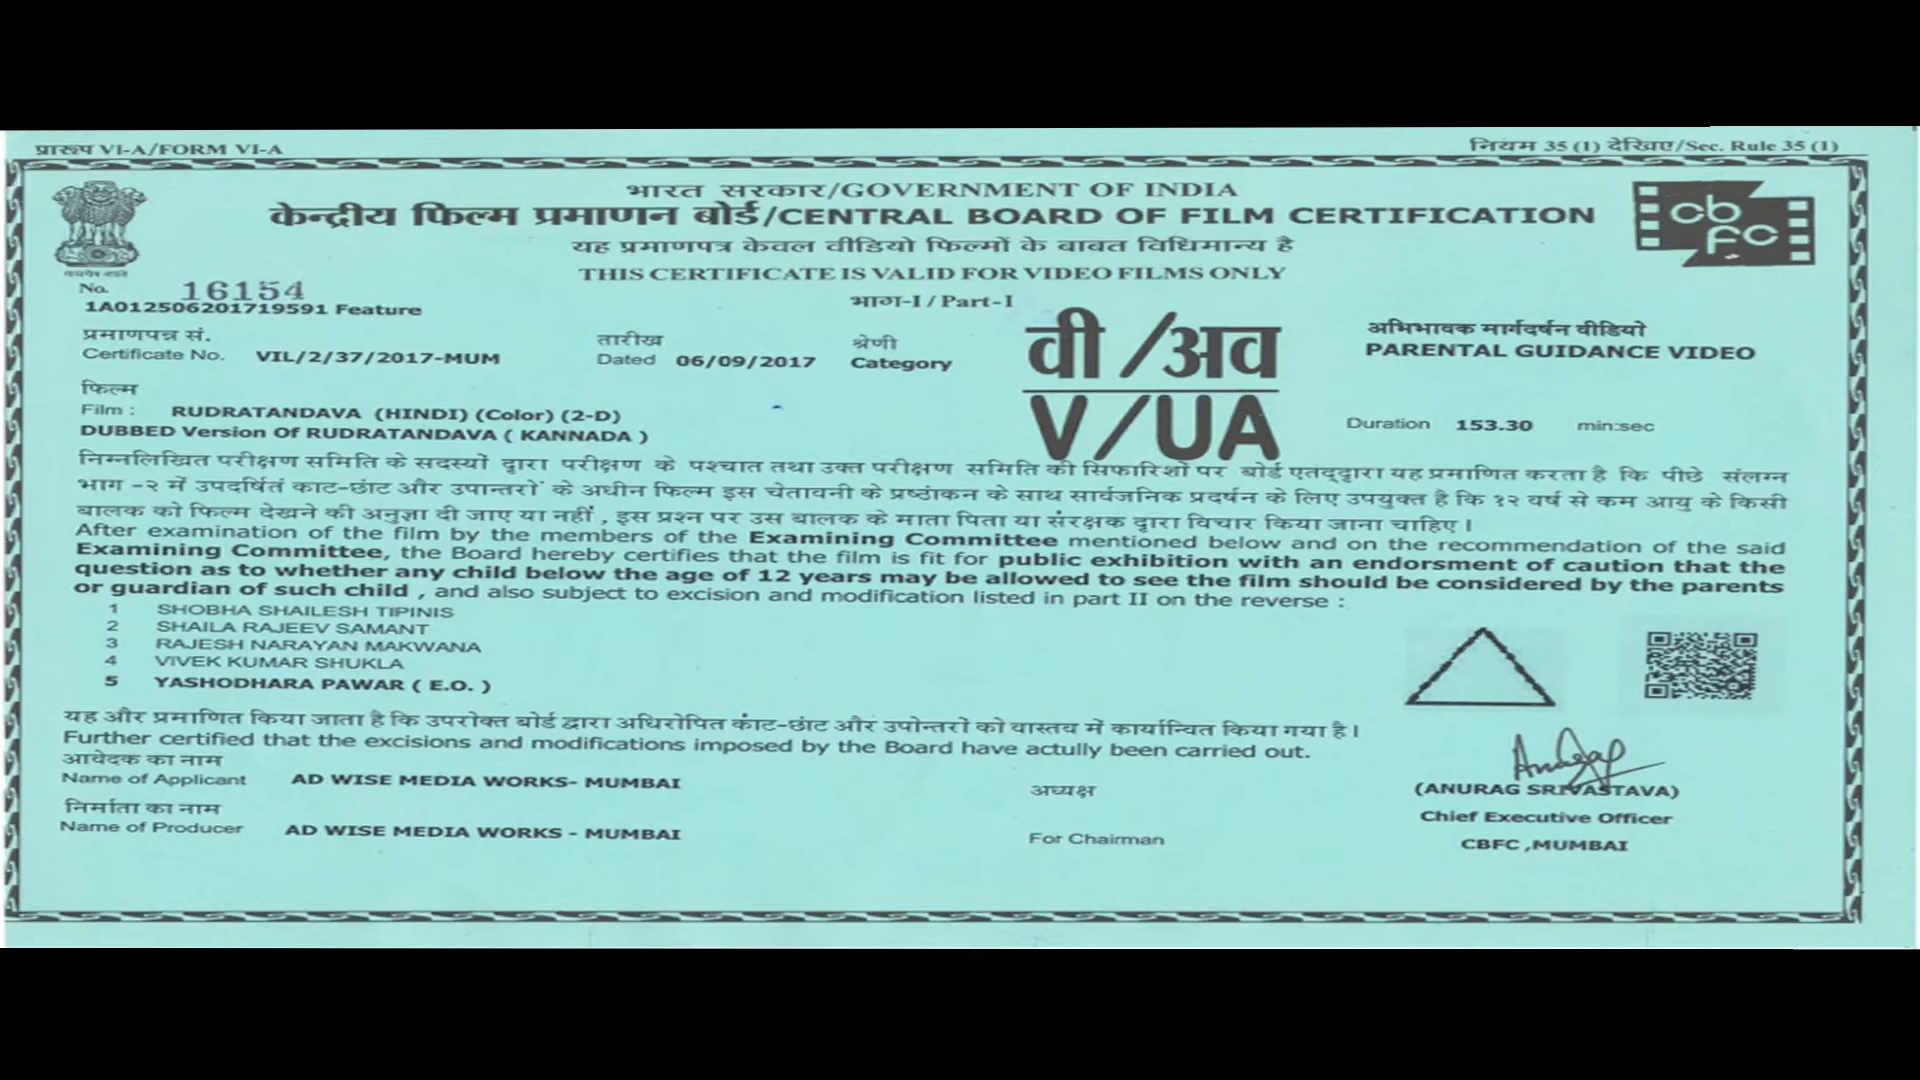 प्रारूप VI-A/FORM VI-A
नियम 35 (1) देखिए/Sec. Rule 35 (1)
भारत सरकार/GOVERNMENT OF INDIA
केन्द्रीय फिल्म प्रमाणन बोर्ड/CENTRAL BOARD OF FILM CERTIFICATION
cbfc
यह प्रमाणपत्र केवल वीडियो फिल्मों के बावत विधिमान्य है
THIS CERTIFICATE IS VALID FOR VIDEO FILMS ONLY
सत्यमेव जयते
No. 16154
1A012506201719591 Feature
भाग-I / Part-I
प्रमाणपत्र सं. तारीख श्रेणी
Certificate No. VIL/2/37/2017-MUM Dated 06/09/2017 Category
वी/अव
V/UA
अभिभावक मार्गदर्षन वीडियो
PARENTAL GUIDANCE VIDEO
फिल्म
Film : RUDRATANDAVA (HINDI) (Color) (2-D)
Duration 153.30 min:sec
DUBBED Version Of RUDRATANDAVA ( KANNADA )
निम्नलिखित परीक्षण समिति के सदस्यों द्वारा परीक्षण के पश्चात तथा उक्त परीक्षण समिति की सिफारिशों पर बोर्ड एतद्द्वारा यह प्रमाणित करता है कि पीछे संलग्न
भाग -२ में उपदर्षित काट-छांट और उपान्तरों के अधीन फिल्म इस चेतावनी के प्रष्ठांकन के साथ सार्वजनिक प्रदर्षन के लिए उपयुक्त है कि १२ वर्ष से कम आयु के किसी
बालक को फिल्म देखने की अनुज्ञा दी जाए या नहीं , इस प्रश्न पर उस बालक के माता पिता या संरक्षक द्वारा विचार किया जाना चाहिए ।
After examination of the film by the members of the Examining Committee mentioned below and on the recommendation of the said
Examining Committee, the Board hereby certifies that the film is fit for public exhibition with an endorsment of caution that the
question as to whether any child below the age of 12 years may be allowed to see the film should be considered by the parents
or guardian of such child , and also subject to excision and modification listed in part II on the reverse :
1 SHOBHA SHAILESH TIPINIS
2 SHAILA RAJEEV SAMANT
3 RAJESH NARAYAN MAKWANA
4 VIVEK KUMAR SHUKLA
5 YASHODHARA PAWAR ( E.O. )
यह और प्रमाणित किया जाता है कि उपरोक्त बोर्ड द्वारा अधिरोपित कांट-छांट और उपोन्तरों को वास्तव में कार्यान्वित किया गया है ।
Further certified that the excisions and modifications imposed by the Board have actully been carried out.
आवेदक का नाम
Name of Applicant AD WISE MEDIA WORKS- MUMBAI
निर्माता का नाम
Name of Producer AD WISE MEDIA WORKS - MUMBAI
अध्यक्ष
For Chairman
(ANURAG SRIVASTAVA)
Chief Executive Officer
CBFC ,MUMBAI